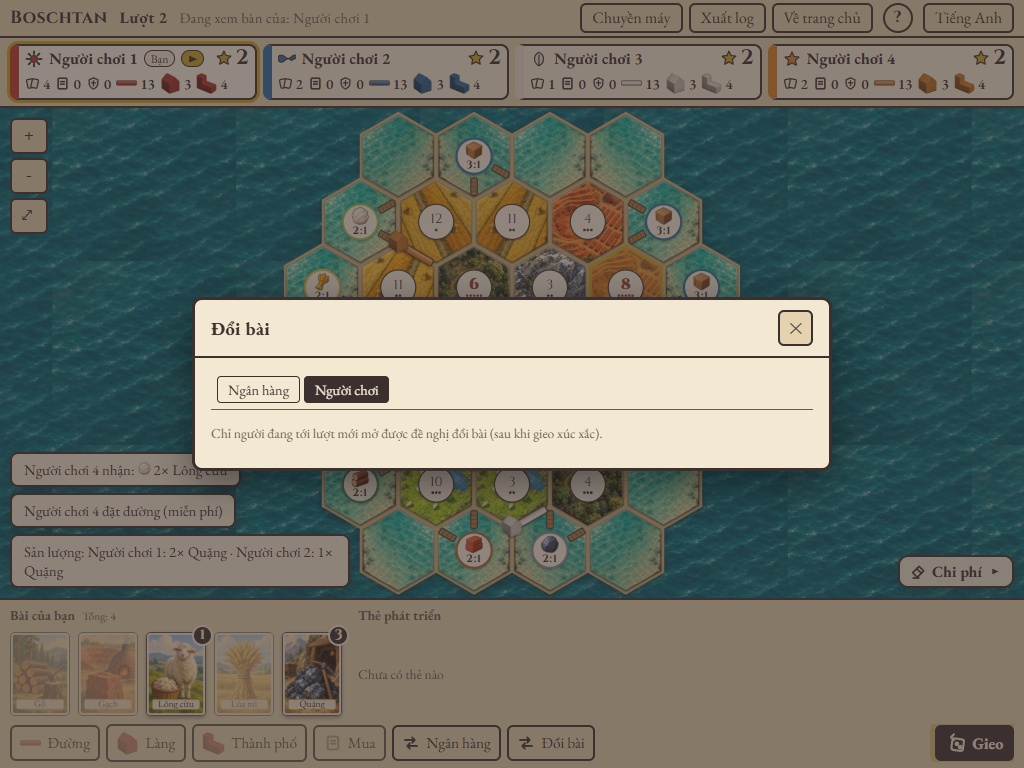 BOSCHTAN Lượt 2 Đang xem bàn của: Người chơi 1
Chuyền máy
Xuất log
Về trang chủ
?
Tiếng Anh
Người chơi 1 Bạn 2
4 0 0 13 3 4
Người chơi 2 2
2 0 0 13 3 4
Người chơi 3 2
1 0 0 13 3 4
Người chơi 4 2
2 0 0 13 3 4
+
-
3:1
2:1 12 11 4 3:1
2:1 11 6 3 8 3:1
Đổi bài
Ngân hàng Người chơi
Chỉ người đang tới lượt mới mở được đề nghị đổi bài (sau khi gieo xúc xắc).
Người chơi 4 nhận: 2× Lông cừu
Người chơi 4 đặt đường (miễn phí)
Sản lượng: Người chơi 1: 2× Quặng · Người chơi 2: 1×
Quặng
2:1 10 3 4
2:1 2:1
Chi phí
Bài của bạn Tổng: 4
Gỗ
Gạch
1
Lông cừu
Lúa mì
3
Quặng
Thẻ phát triển
Chưa có thẻ nào
Đường
Làng
Thành phố
Mua
Ngân hàng
Đổi bài
Gieo